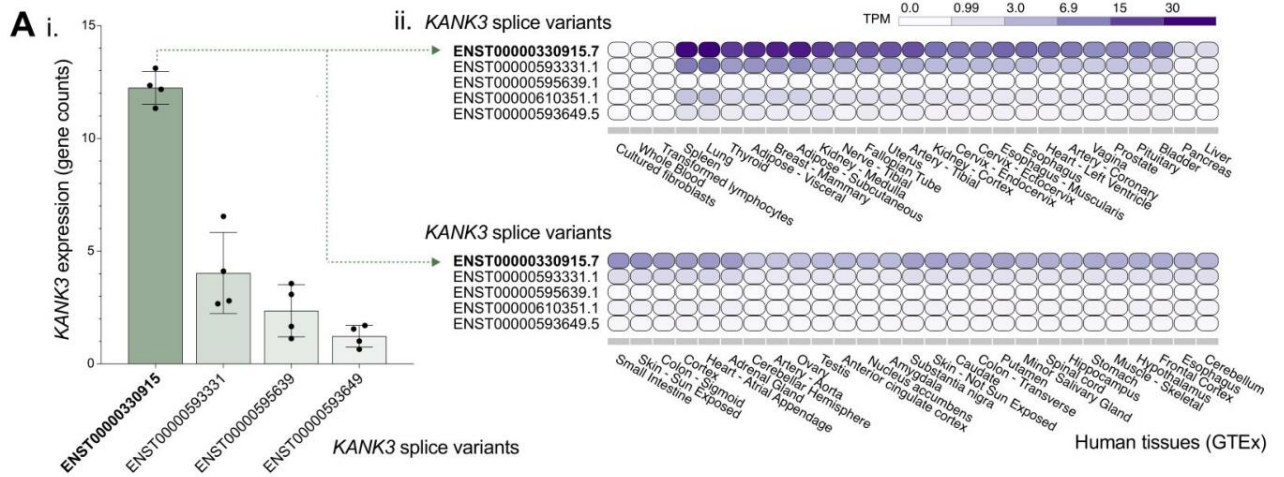 A i.
KANK3 expression (gene counts)
15
10
5
0
ENST00000330915
ENST00000593331
ENST00000595639
ENST00000593649
KANK3 splice variants
ii. KANK3 splice variants
TPM
0.0 0.99 3.0 6.9 15 30
ENST00000330915.7
ENST00000593331.1
ENST00000595639.1
ENST00000610351.1
ENST00000593649.5
Cultured fibroblasts
Whole Blood
Transformed lymphocytes
Spleen
Lung
Thyroid
Adipose - Visceral
Breast - Mammary
Adipose - Subcutaneous
Kidney - Medulla
Nerve - Tibial
Fallopian Tube
Uterus
Artery - Tibial
Kidney - Cortex
Cervix - Endocervix
Cervix - Ectocervix
Esophagus - Muscularis
Esophagus
Heart - Left Ventricle
Artery - Coronary
Vagina
Prostate
Pituitary
Bladder
Pancreas
Liver
KANK3 splice variants
ENST00000330915.7
ENST00000593331.1
ENST00000595639.1
ENST00000610351.1
ENST00000593649.5
Small Intestine
Skin - Sun Exposed
Colon - Sigmoid
Cortex
Heart - Atrial Appendage
Adrenal Gland
Cerebellar Hemisphere
Artery - Aorta
Ovary
Testis
Anterior cingulate cortex
Nucleus accumbens
Amygdala
Substantia nigra
Skin - Not Sun Exposed
Caudate
Colon - Transverse
Putamen
Minor Salivary Gland
Spinal cord
Hippocampus
Stomach
Muscle - Skeletal
Hypothalamus
Frontal Cortex
Esophagus
Cerebellum
Human tissues (GTEx)